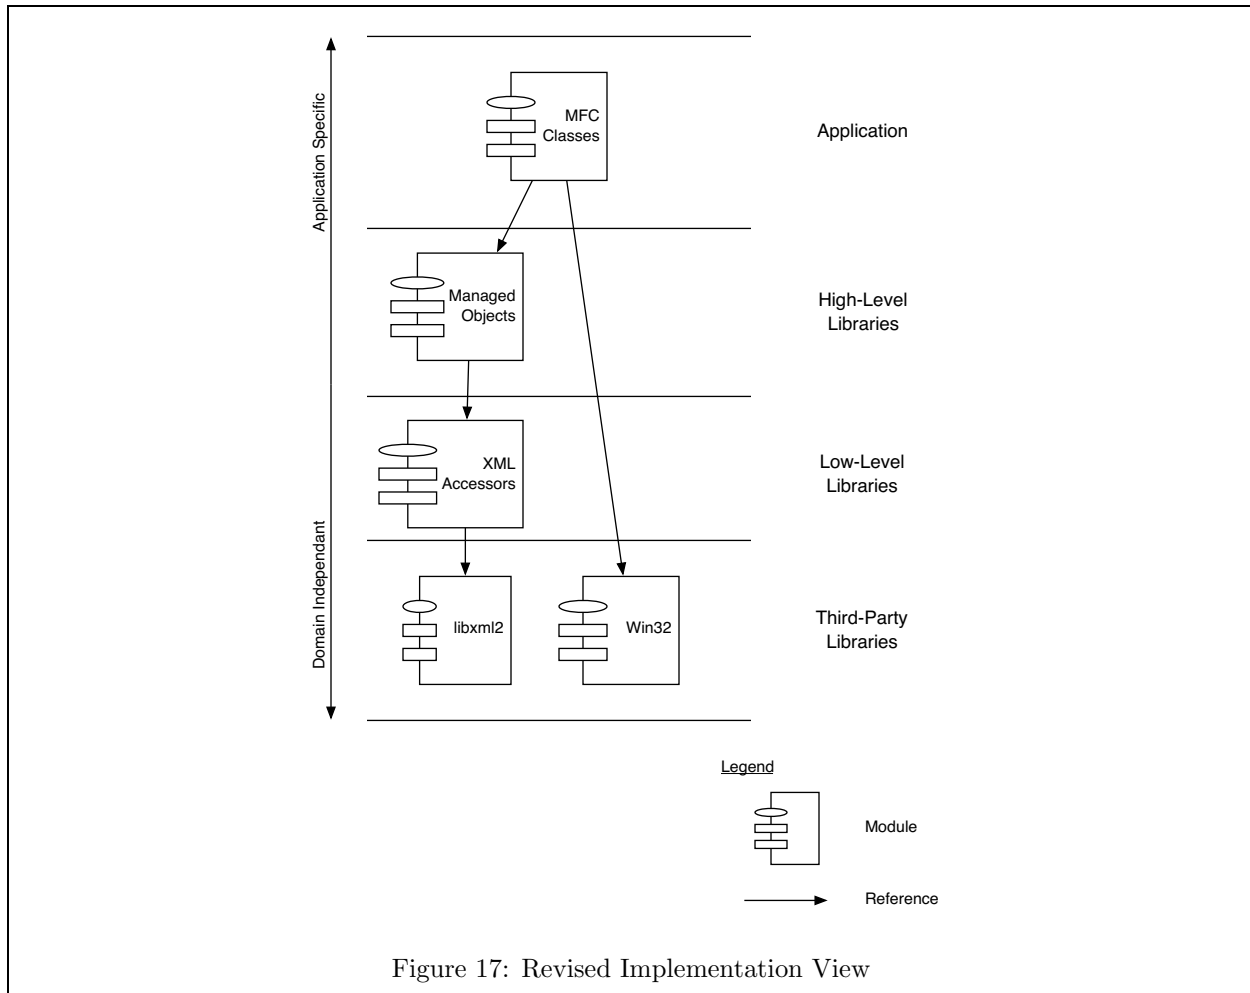 Application Specific
MFC
Classes
Application
Managed
Objects
High-Level
Libraries
XML
Accessors
Low-Level
Libraries
Domain Independant
libxml2
Win32
Third-Party
Libraries
Legend
Module
Reference
Figure 17: Revised Implementation View